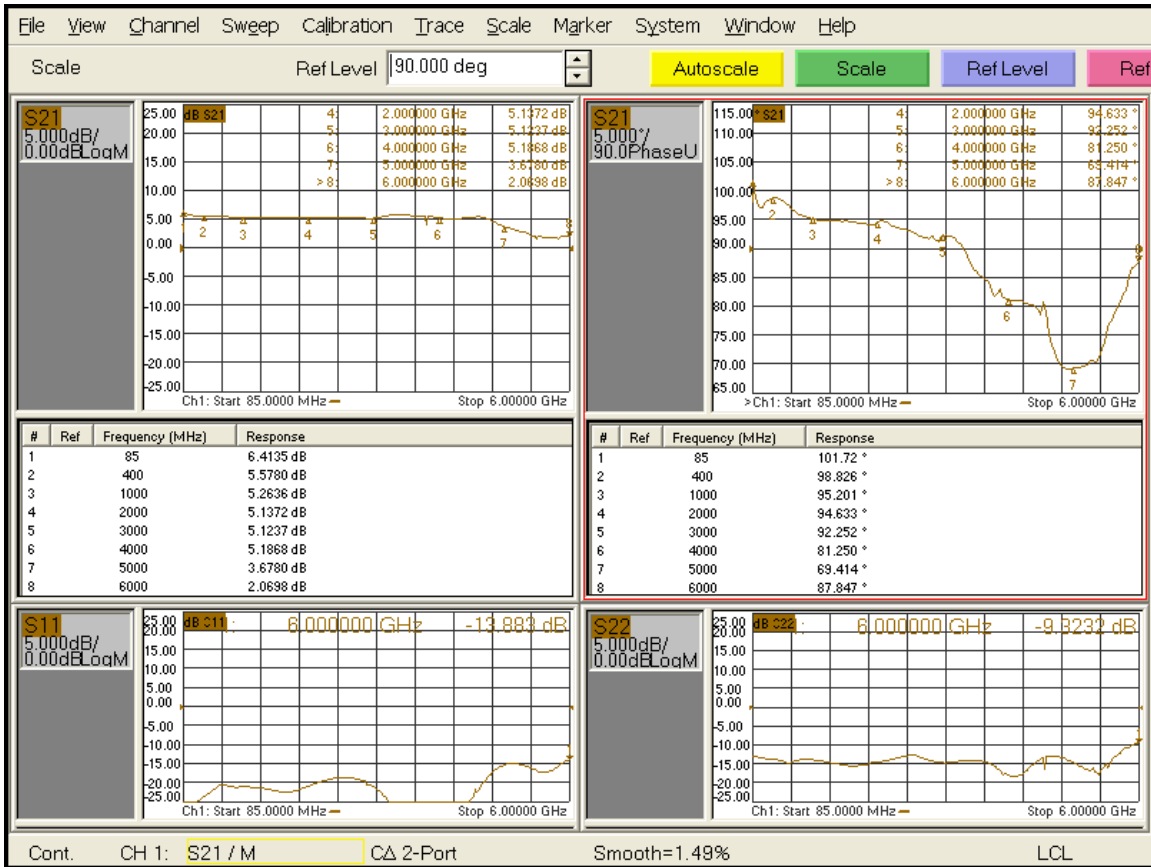 File View Channel Sweep Calibration Trace Scale Marker System Window Help
Scale Ref Level 90.000 deg Autoscale Scale Ref Level Ref
S21
5.000dB/
0.00dBLogM
dB S21
25.00
20.00
15.00
10.00
5.00
0.00
-5.00
-10.00
-15.00
-20.00
-25.00
4: 2.000000 GHz 5.1372 dB
5: 3.000000 GHz 5.1237 dB
6: 4.000000 GHz 5.1868 dB
7: 5.000000 GHz 3.6780 dB
>8: 6.000000 GHz 2.0698 dB
2 3 4 5 6 7
Ch1: Start 85.0000 MHz Stop 6.00000 GHz
S21
5.000°/
90.0PhaseU
° S21
115.00
110.00
105.00
100.00
95.00
90.00
85.00
80.00
75.00
70.00
65.00
4: 2.000000 GHz 94.633 °
5: 3.000000 GHz 92.252 °
6: 4.000000 GHz 81.250 °
7: 5.000000 GHz 69.414 °
>8: 6.000000 GHz 87.847 °
2 3 4 5 6 7
>Ch1: Start 85.0000 MHz Stop 6.00000 GHz
# Ref Frequency (MHz) Response
1 85 6.4135 dB
2 400 5.5780 dB
3 1000 5.2636 dB
4 2000 5.1372 dB
5 3000 5.1237 dB
6 4000 5.1868 dB
7 5000 3.6780 dB
8 6000 2.0698 dB
# Ref Frequency (MHz) Response
1 85 101.72 °
2 400 98.826 °
3 1000 95.201 °
4 2000 94.633 °
5 3000 92.252 °
6 4000 81.250 °
7 5000 69.414 °
8 6000 87.847 °
S11
5.000dB/
0.00dBLogM
dB S11 : 6.000000 GHz -13.883 dB
25.00
20.00
15.00
10.00
5.00
0.00
-5.00
-10.00
-15.00
-20.00
-25.00
Ch1: Start 85.0000 MHz Stop 6.00000 GHz
S22
5.000dB/
0.00dBLogM
dB S22 : 6.000000 GHz -9.8232 dB
25.00
20.00
15.00
10.00
5.00
0.00
-5.00
-10.00
-15.00
-20.00
-25.00
Ch1: Start 85.0000 MHz Stop 6.00000 GHz
Cont. CH 1: S21 / M CΔ 2-Port Smooth=1.49% LCL